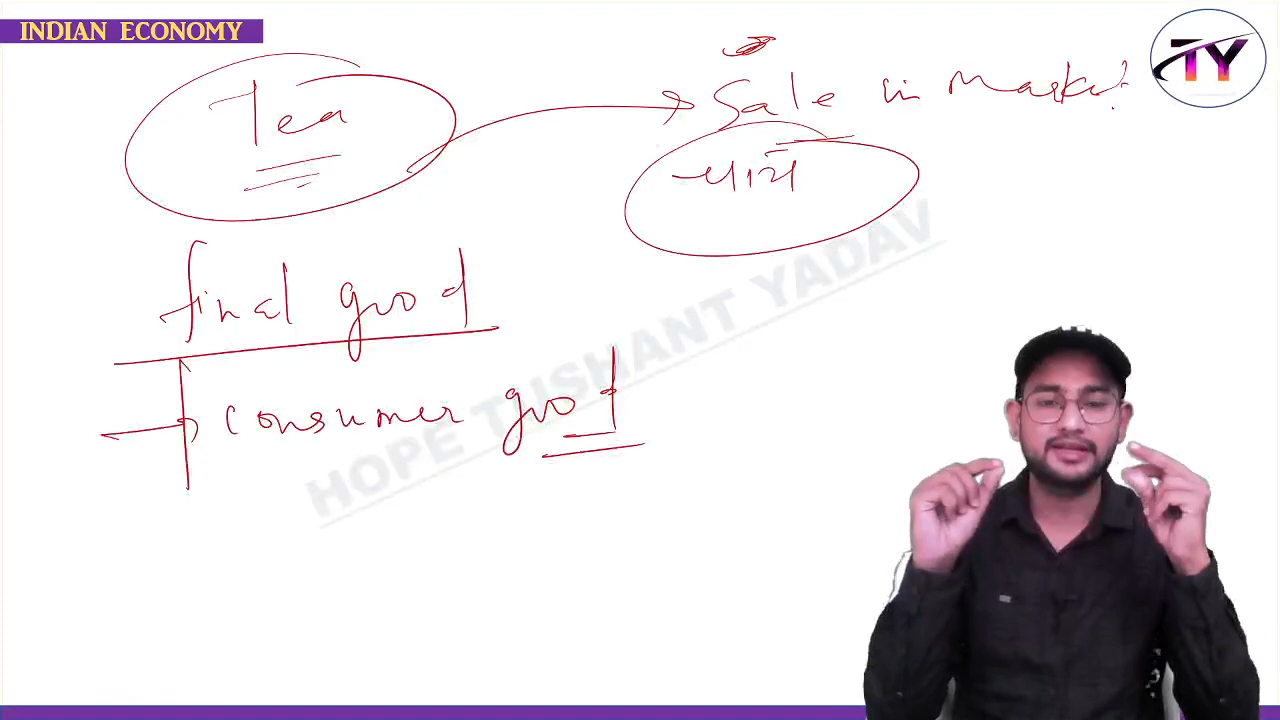 INDIAN ECONOMY
TY
Tea
Sale in Market
final good
consumer good
HOPE TUSHANT YADAV